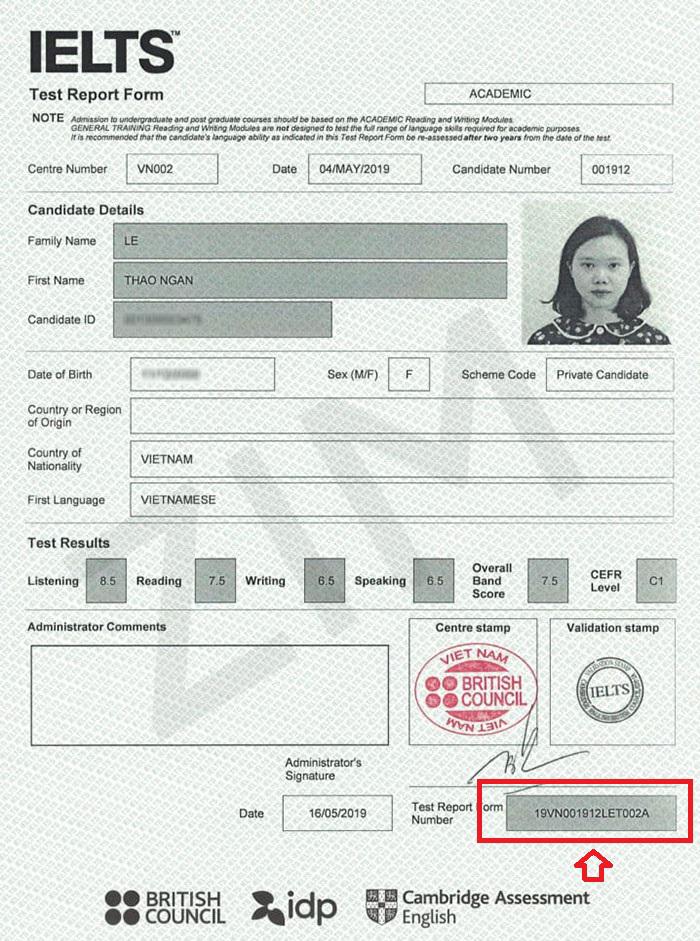 IELTS™
Test Report Form
ACADEMIC
NOTE Admission to undergraduate and post graduate courses should be based on the ACADEMIC Reading and Writing Modules.
GENERAL TRAINING Reading and Writing Modules are not designed to test the full range of language skills required for academic purposes.
It is recommended that the candidate's language ability as indicated in this Test Report Form be re-assessed after two years from the date of the test.
Centre Number VN002 Date 04/MAY/2019 Candidate Number 001912
Candidate Details
Family Name LE
First Name THAO NGAN
Candidate ID
Date of Birth Sex (M/F) F Scheme Code Private Candidate
Country or Region
of Origin
Country of
Nationality VIETNAM
First Language VIETNAMESE
ZIM
Test Results
Listening 8.5 Reading 7.5 Writing 6.5 Speaking 6.5 Overall Band Score 7.5 CEFR Level C1
Administrator Comments
Centre stamp
VIET NAM
BRITISH
COUNCIL
VIET NAM
Validation stamp
IELTS
Administrator's
Signature
Date 16/05/2019
Test Report Form
Number 19VN001912LET002A
BRITISH
COUNCIL
idp
Cambridge Assessment
English